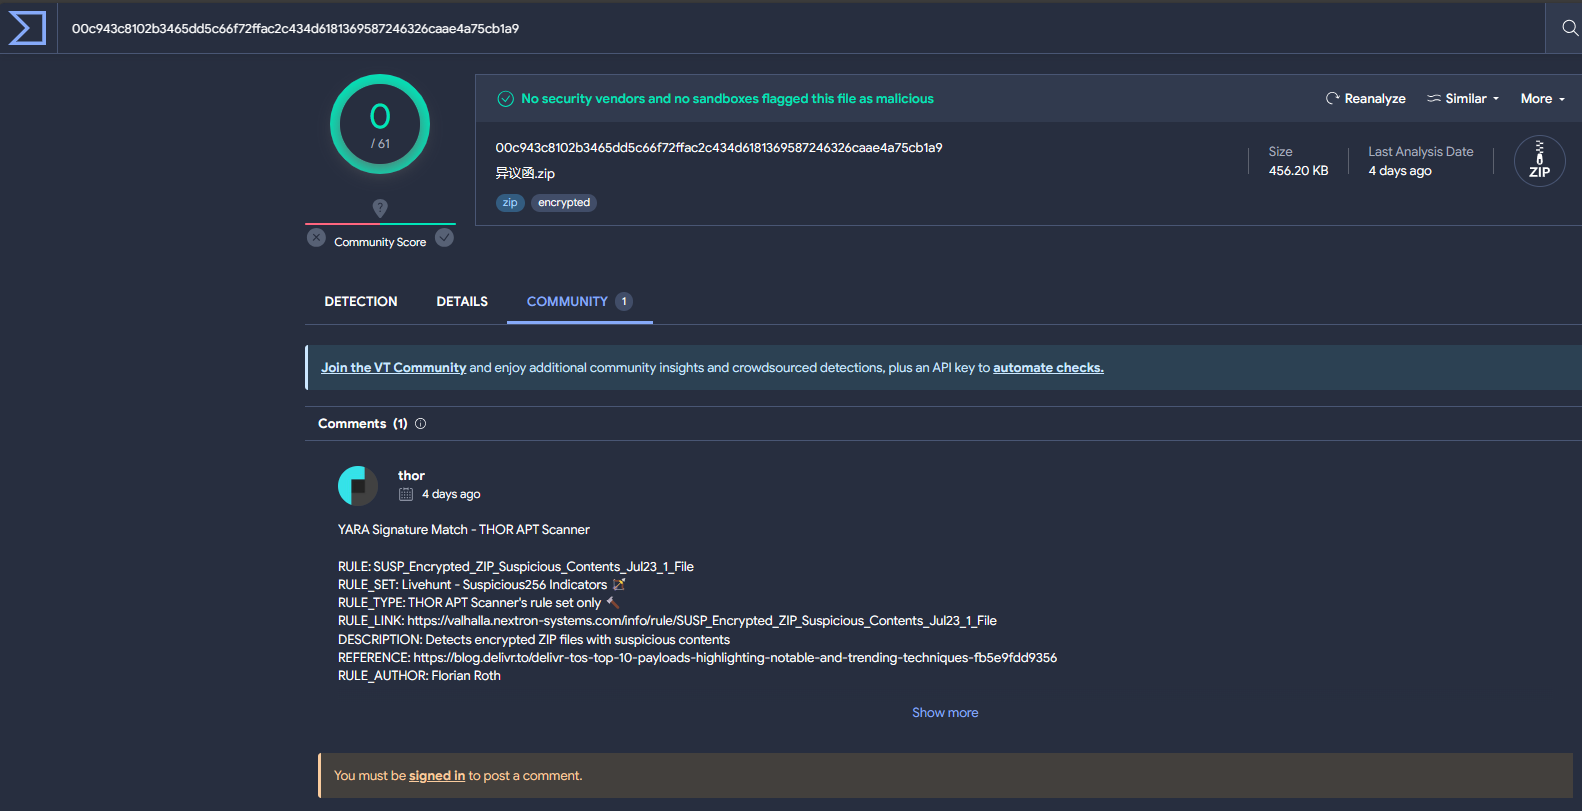 00c943c8102b3465dd5c66f72ffac2c434d6181369587246326caae4a75cb1a9
0
/ 61
Community Score
No security vendors and no sandboxes flagged this file as malicious
Reanalyze
Similar
More
00c943c8102b3465dd5c66f72ffac2c434d6181369587246326caae4a75cb1a9
异议函.zip
zip
encrypted
Size
456.20 KB
Last Analysis Date
4 days ago
ZIP
DETECTION
DETAILS
COMMUNITY 1
Join the VT Community and enjoy additional community insights and crowdsourced detections, plus an API key to automate checks.
Comments (1)
thor
4 days ago
YARA Signature Match - THOR APT Scanner
RULE: SUSP_Encrypted_ZIP_Suspicious_Contents_Jul23_1_File
RULE_SET: Livehunt - Suspicious256 Indicators 🏹
RULE_TYPE: THOR APT Scanner's rule set only 🔨
RULE_LINK: https://valhalla.nextron-systems.com/info/rule/SUSP_Encrypted_ZIP_Suspicious_Contents_Jul23_1_File
DESCRIPTION: Detects encrypted ZIP files with suspicious contents
REFERENCE: https://blog.delivr.to/delivr-tos-top-10-payloads-highlighting-notable-and-trending-techniques-fb5e9fdd9356
RULE_AUTHOR: Florian Roth
Show more
You must be signed in to post a comment.